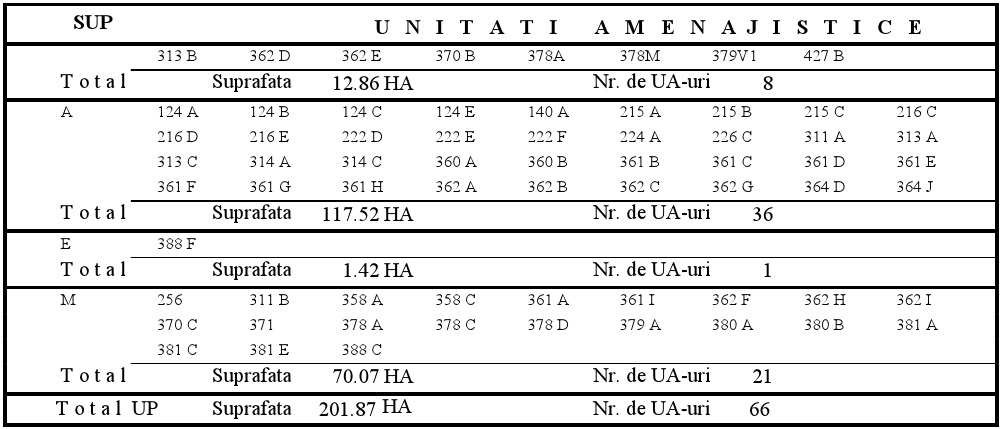 SUP U N I T A T I A M E N A J I S T I C E
313 B 362 D 362 E 370 B 378A 378M 379V1 427 B
Total Suprafata 12.86 HA Nr. de UA-uri 8
A 124 A 124 B 124 C 124 E 140 A 215 A 215 B 215 C 216 C
216 D 216 E 222 D 222 E 222 F 224 A 226 C 311 A 313 A
313 C 314 A 314 C 360 A 360 B 361 B 361 C 361 D 361 E
361 F 361 G 361 H 362 A 362 B 362 C 362 G 364 D 364 J
Total Suprafata 117.52 HA Nr. de UA-uri 36
E 388 F
Total Suprafata 1.42 HA Nr. de UA-uri 1
M 256 311 B 358 A 358 C 361 A 361 I 362 F 362 H 362 I
370 C 371 378 A 378 C 378 D 379 A 380 A 380 B 381 A
381 C 381 E 388 C
Total Suprafata 70.07 HA Nr. de UA-uri 21
Total UP Suprafata 201.87 HA Nr. de UA-uri 66